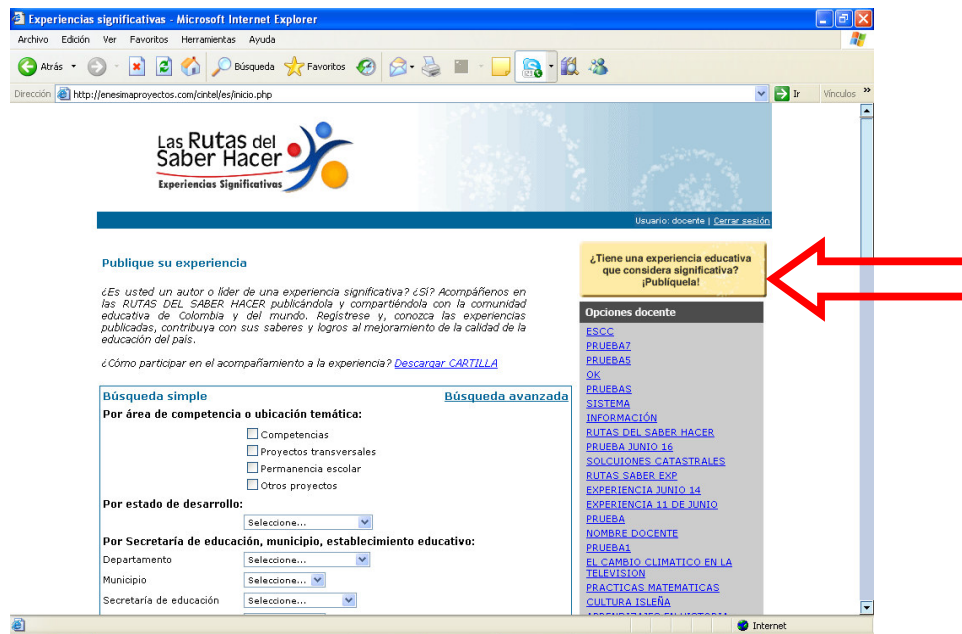 Experiencias significativas - Microsoft Internet Explorer
Archivo Edición Ver Favoritos Herramientas Ayuda
Atrás Búsqueda Favoritos
Dirección http://enesimaproyectos.com/cintel/es/inicio.php Ir Vínculos »
Las Rutas del
Saber Hacer
Experiencias Significativas
Usuario: docente | Cerrar sesión
Publique su experiencia
¿Es usted un autor o líder de una experiencia significativa? ¿Sí? Acompáñenos en
las RUTAS DEL SABER HACER publicándola y compartiéndola con la comunidad
educativa de Colombia y del mundo. Regístrese y, conozca las experiencias
publicadas, contribuya con sus saberes y logros al mejoramiento de la calidad de la
educación del país.
¿Cómo participar en el acompañamiento a la experiencia? Descargar CARTILLA
Búsqueda simple Búsqueda avanzada
Por área de competencia o ubicación temática:
Competencias
Proyectos transversales
Permanencia escolar
Otros proyectos
Por estado de desarrollo:
Seleccione...
Por Secretaría de educación, municipio, establecimiento educativo:
Departamento Seleccione...
Municipio Seleccione...
Secretaría de educación Seleccione...
¿Tiene una experiencia educativa
que considera significativa?
¡Publíquela!
Opciones docente
ESCC
PRUEBA7
PRUEBA5
OK
PRUEBAS
SISTEMA
INFORMACIÓN
RUTAS DEL SABER HACER
PRUEBA JUNIO 16
SOLCUIONES CATASTRALES
RUTAS SABER EXP
EXPERIENCIA JUNIO 14
EXPERIENCIA 11 DE JUNIO
PRUEBA
NOMBRE DOCENTE
PRUEBA1
EL CAMBIO CLIMATICO EN LA
TELEVISION
PRACTICAS MATEMATICAS
CULTURA ISLEÑA
Internet